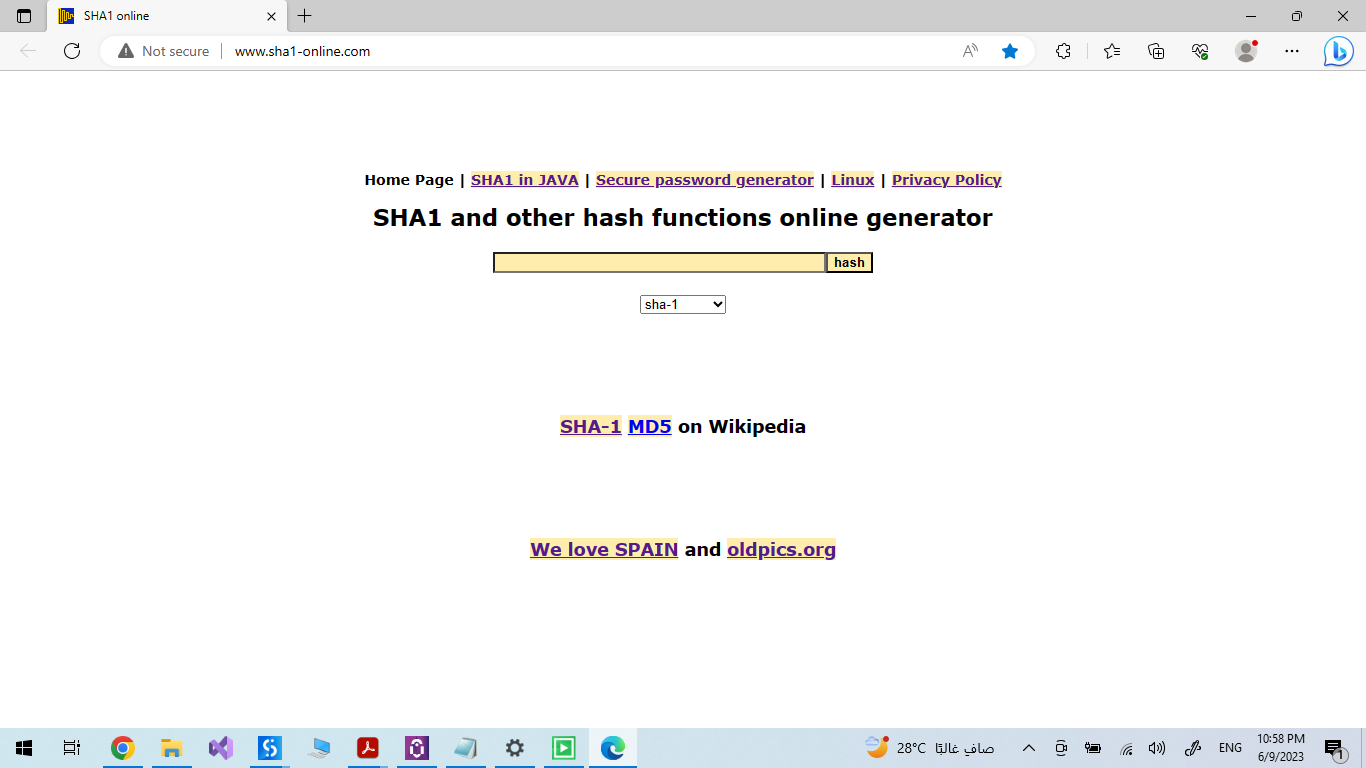 SHA1 online
Not secure
www.sha1-online.com
Home Page | SHA1 in JAVA | Secure password generator | Linux | Privacy Policy
SHA1 and other hash functions online generator
hash
sha-1
SHA-1 MD5 on Wikipedia
We love SPAIN and oldpics.org
28°C صافٍ غالبًا
ENG
10:58 PM
6/9/2023
1